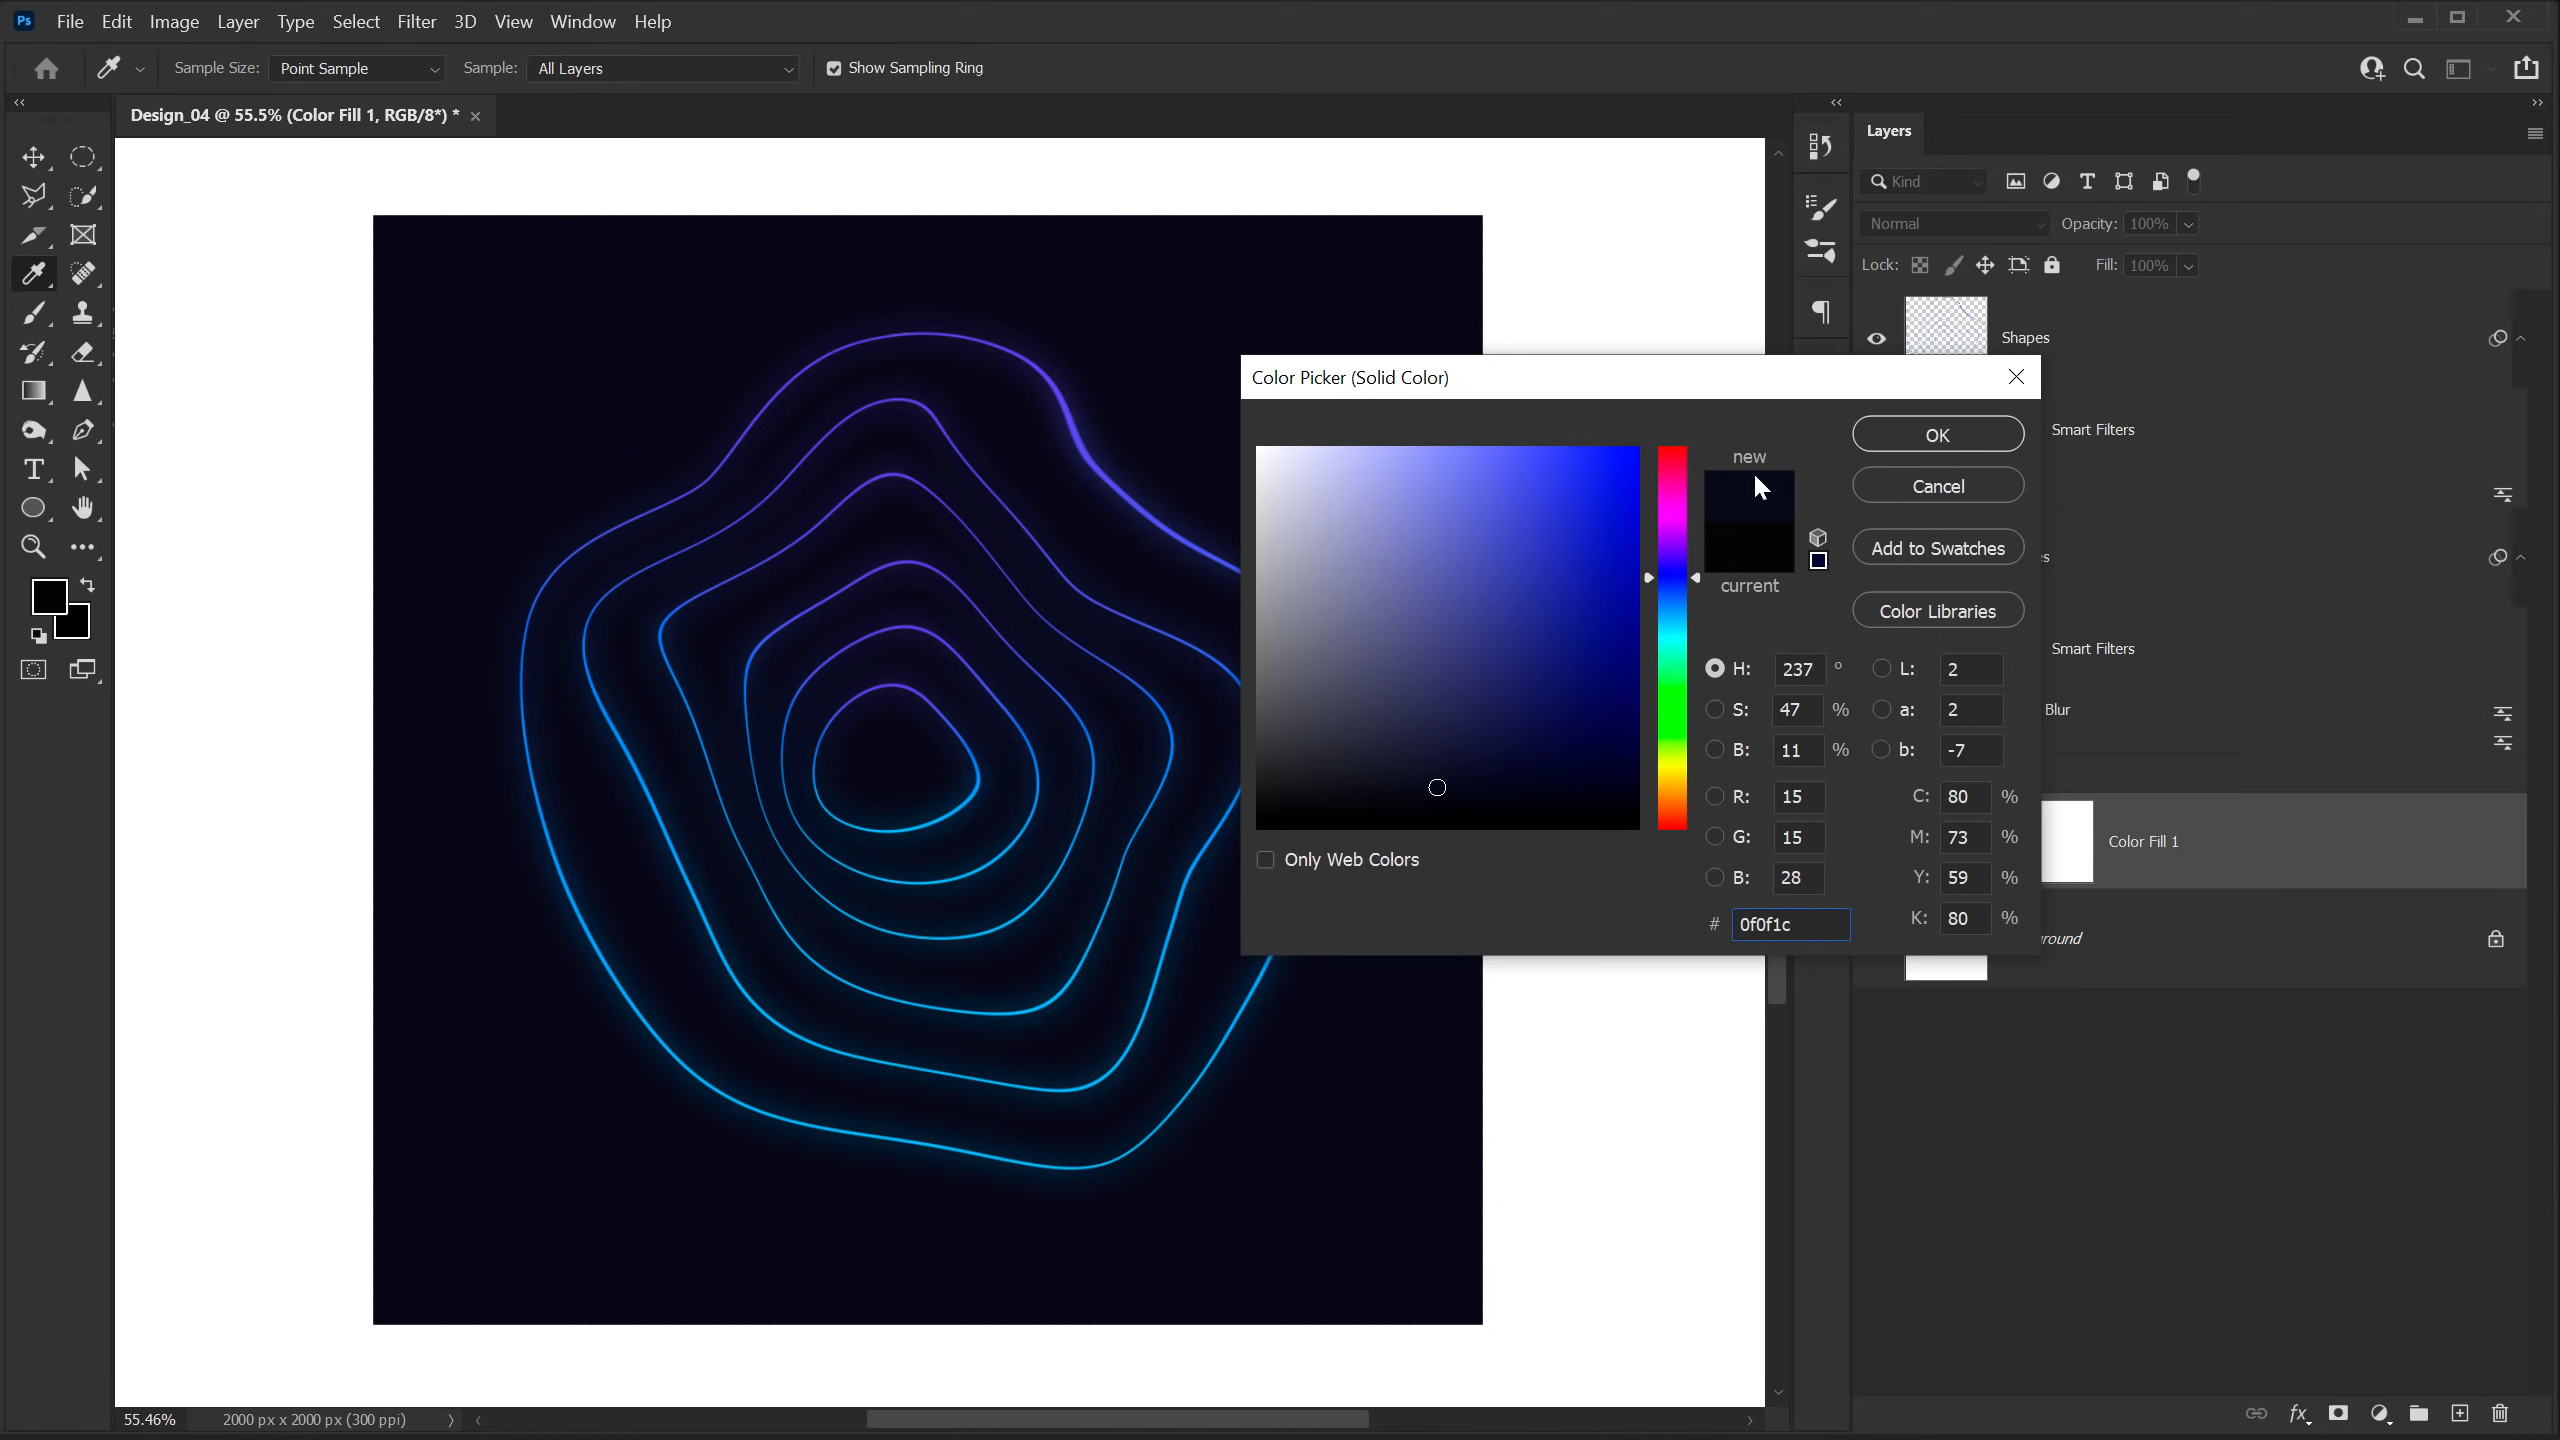 Ps File Edit Image Layer Type Select Filter 3D View Window Help
Sample Size: Point Sample Sample: All Layers Show Sampling Ring
Design_04 @ 55.5% (Color Fill 1, RGB/8*) *
Layers
Kind
Normal Opacity: 100%
Lock: Fill: 100%
Shapes
Smart Filters
es
Smart Filters
Blur
Color Fill 1
round
Color Picker (Solid Color)
new
current
OK
Cancel
Add to Swatches
Color Libraries
H: 237 ° L: 2
S: 47 % a: 2
B: 11 % b: -7
R: 15 C: 80 %
G: 15 M: 73 %
B: 28 Y: 59 %
# 0f0f1c K: 80 %
Only Web Colors
55.46% 2000 px x 2000 px (300 ppi)